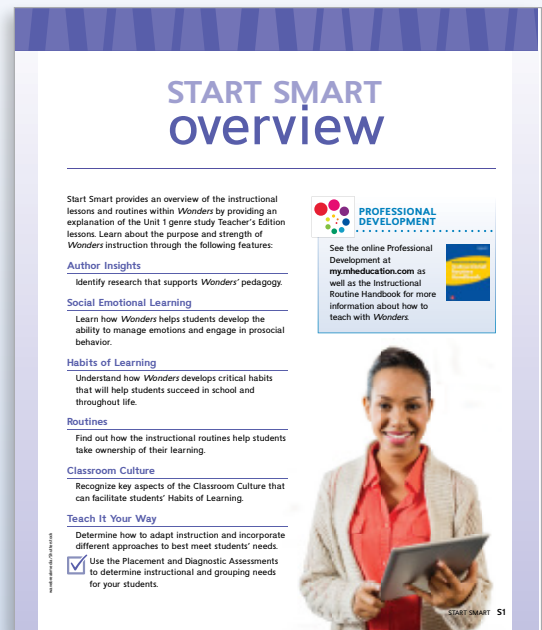 START SMART
overview
Start Smart provides an overview of the instructional
lessons and routines within Wonders by providing an
explanation of the Unit 1 genre study Teacher's Edition
lessons. Learn about the purpose and strength of
Wonders instruction through the following features:
Author Insights
Identify research that supports Wonders' pedagogy.
Social Emotional Learning
Learn how Wonders helps students develop the
ability to manage emotions and engage in prosocial
behavior.
Habits of Learning
Understand how Wonders develops critical habits
that will help students succeed in school and
throughout life.
Routines
Find out how the instructional routines help students
take ownership of their learning.
Classroom Culture
Recognize key aspects of the Classroom Culture that
can facilitate students' Habits of Learning.
Teach It Your Way
Determine how to adapt instruction and incorporate
different approaches to best meet students' needs.
Use the Placement and Diagnostic Assessments
to determine instructional and grouping needs
for your students.
PROFESSIONAL
DEVELOPMENT
See the online Professional
Development at
my.mheducation.com as
well as the Instructional
Routine Handbook for more
information about how to
teach with Wonders.
Instructional
Routines
Handbook
wavebreakmedia/Shutterstock
START SMART S1